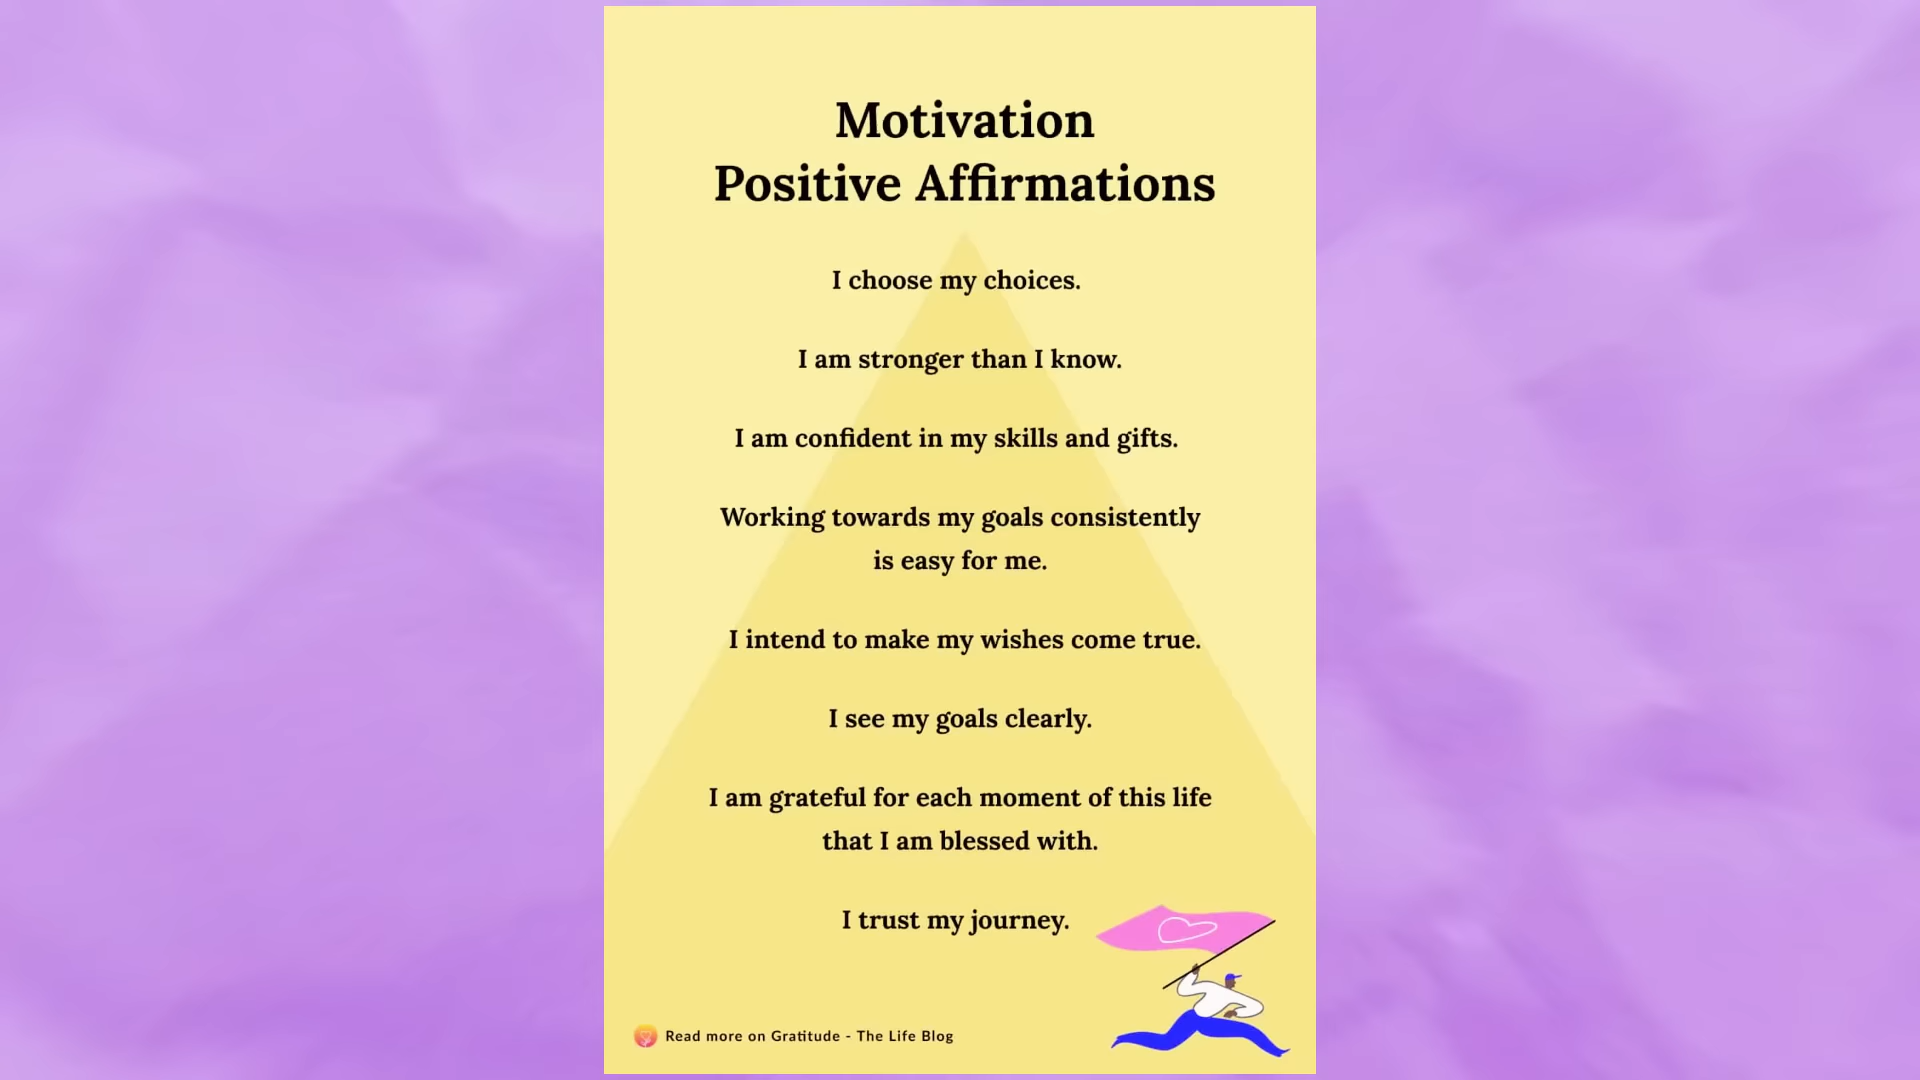 Motivation
Positive Affirmations
I choose my choices.
I am stronger than I know.
I am confident in my skills and gifts.
Working towards my goals consistently
is easy for me.
I intend to make my wishes come true.
I see my goals clearly.
I am grateful for each moment of this life
that I am blessed with.
I trust my journey.
Read more on Gratitude - The Life Blog